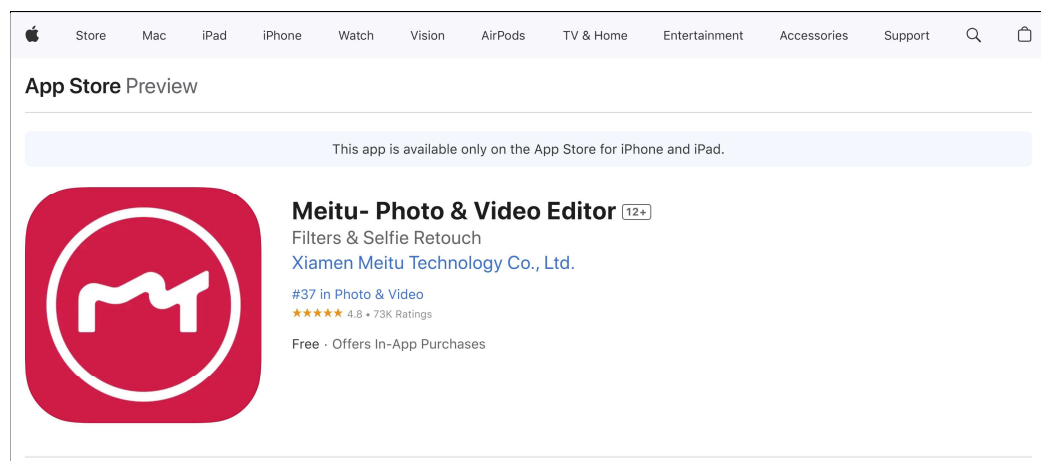 Store Mac iPad iPhone Watch Vision AirPods TV & Home Entertainment Accessories Support
App Store Preview
This app is available only on the App Store for iPhone and iPad.
Meitu- Photo & Video Editor 12+
Filters & Selfie Retouch
Xiamen Meitu Technology Co., Ltd.
#37 in Photo & Video
★★★★★ 4.8 • 73K Ratings
Free · Offers In-App Purchases